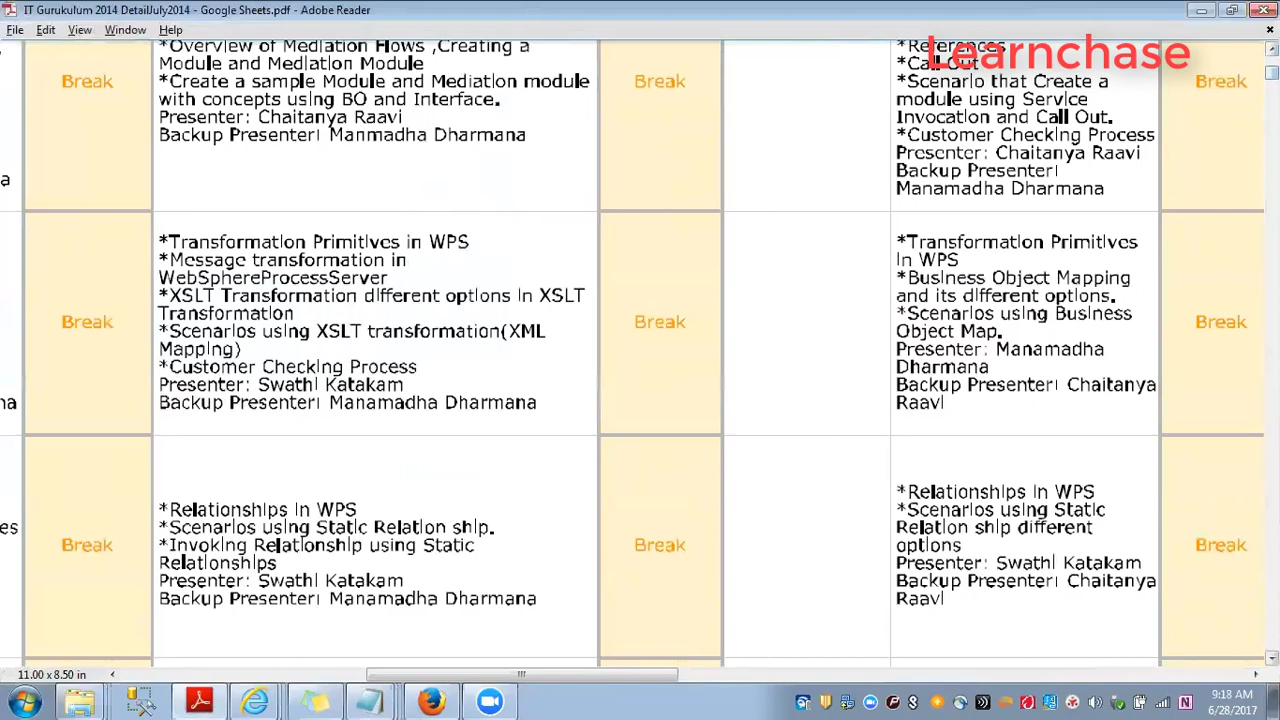 IT Gurukulum 2014 DetailJuly2014 - Google Sheets.pdf - Adobe Reader
File Edit View Window Help
Learnchase
*Overview of Mediation Flows ,Creating a
Module and Mediation Module
*Create a sample Module and Mediation module
with concepts using BO and Interface.
Presenter: Chaitanya Raavi
Backup Presenter: Manmadha Dharmana
*References
*Call Out
*Scenario that Create a
module using Service
Invocation and Call Out.
*Customer Checking Process
Presenter: Chaitanya Raavi
Backup Presenter:
Manamadha Dharmana
Break
Break
Break
a
*Transformation Primitives in WPS
*Message transformation in
WebSphereProcessServer
*XSLT Transformation different options in XSLT
Transformation
*Scenarios using XSLT transformation(XML
Mapping)
*Customer Checking Process
Presenter: Swathi Katakam
Backup Presenter: Manamadha Dharmana
*Transformation Primitives
in WPS
*Business Object Mapping
and its different options.
*Scenarios using Business
Object Map.
Presenter: Manamadha
Dharmana
Backup Presenter: Chaitanya
Raavi
Break
Break
Break
na
*Relationships in WPS
*Scenarios using Static Relation ship.
*Invoking Relationship using Static
Relationships
Presenter: Swathi Katakam
Backup Presenter: Manamadha Dharmana
*Relationships in WPS
*Scenarios using Static
Relation ship different
options
Presenter: Swathi Katakam
Backup Presenter: Chaitanya
Raavi
Break
Break
Break
es
11.00 x 8.50 in
9:18 AM
6/28/2017